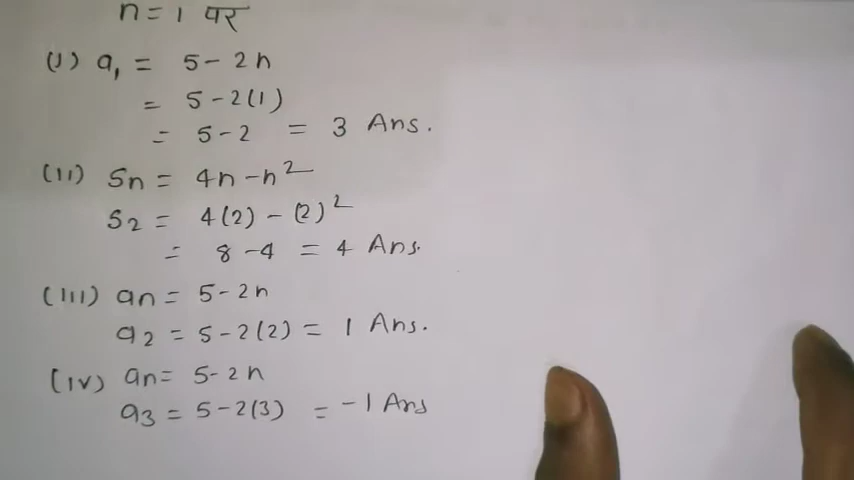 n = 1 पर
(i) a₁ = 5 - 2n
= 5 - 2(1)
= 5 - 2 = 3 Ans.
(ii) Sn = 4n - n²
S₂ = 4(2) - (2)²
= 8 - 4 = 4 Ans.
(iii) an = 5 - 2n
a₂ = 5 - 2(2) = 1 Ans.
(iv) an = 5 - 2n
a₃ = 5 - 2(3) = -1 Ans